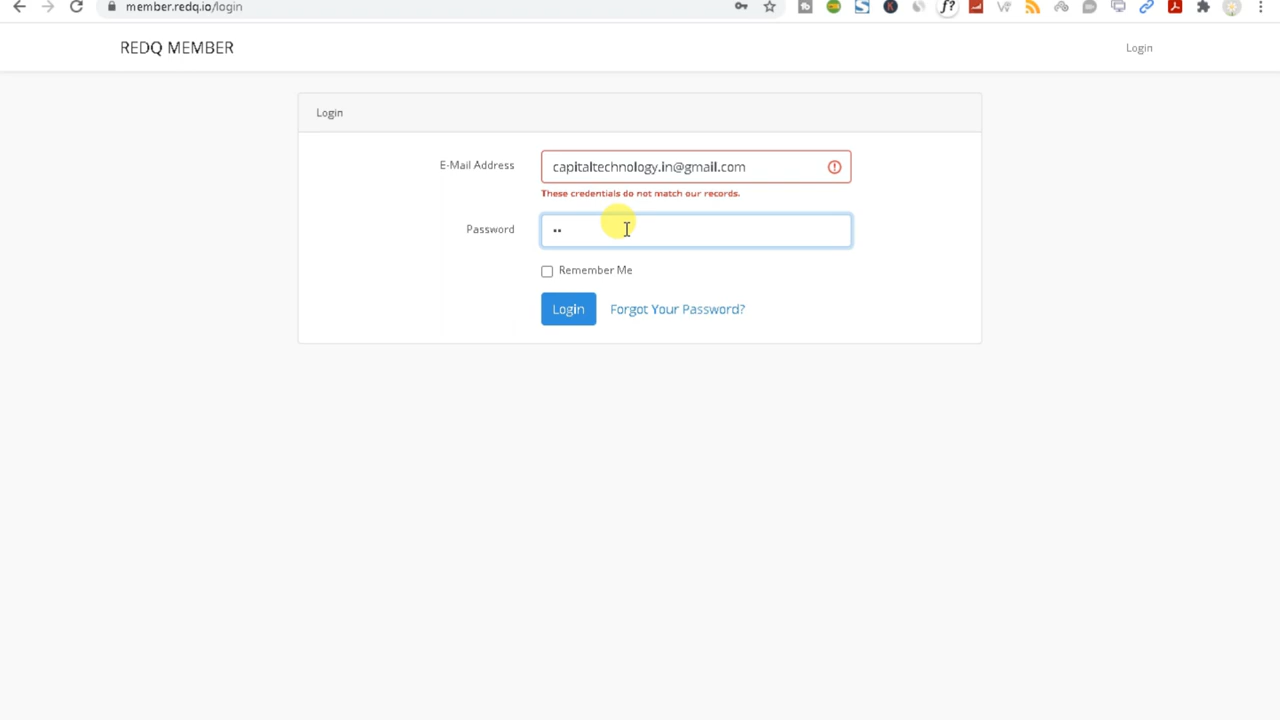 member.redq.io/login
REDQ MEMBER
Login
Login
E-Mail Address
capitaltechnology.in@gmail.com
These credentials do not match our records.
Password
••
Remember Me
Login Forgot Your Password?